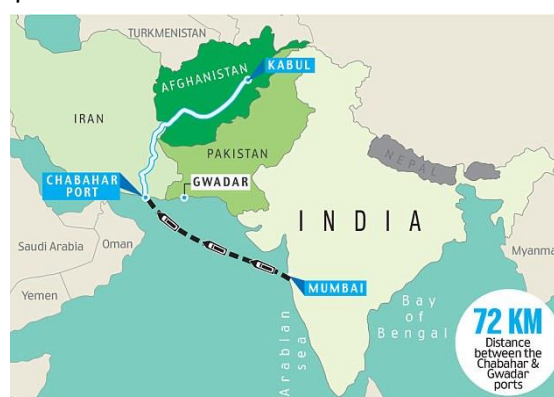 TURKMENISTAN
AFGHANISTAN
KABUL
IRAN
PAKISTAN
CHABAHAR
PORT
GWADAR
NEPAL
INDIA
Saudi Arabia
Oman
Myanma
Yemen
MUMBAI
Arabian
sea
Bay
of
Bengal
72 KM
Distance
between the
Chabahar &
Gwadar
ports